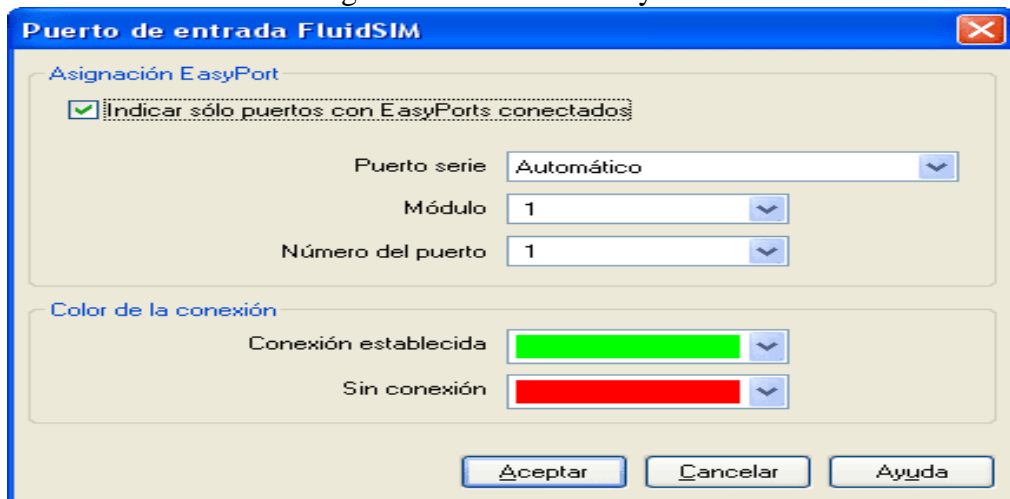 Puerto de entrada FluidSIM
Asignación EasyPort
Indicar sólo puertos con EasyPorts conectados
Puerto serie Automático
Módulo 1
Número del puerto 1
Color de la conexión
Conexión establecida
Sin conexión
Aceptar Cancelar Ayuda